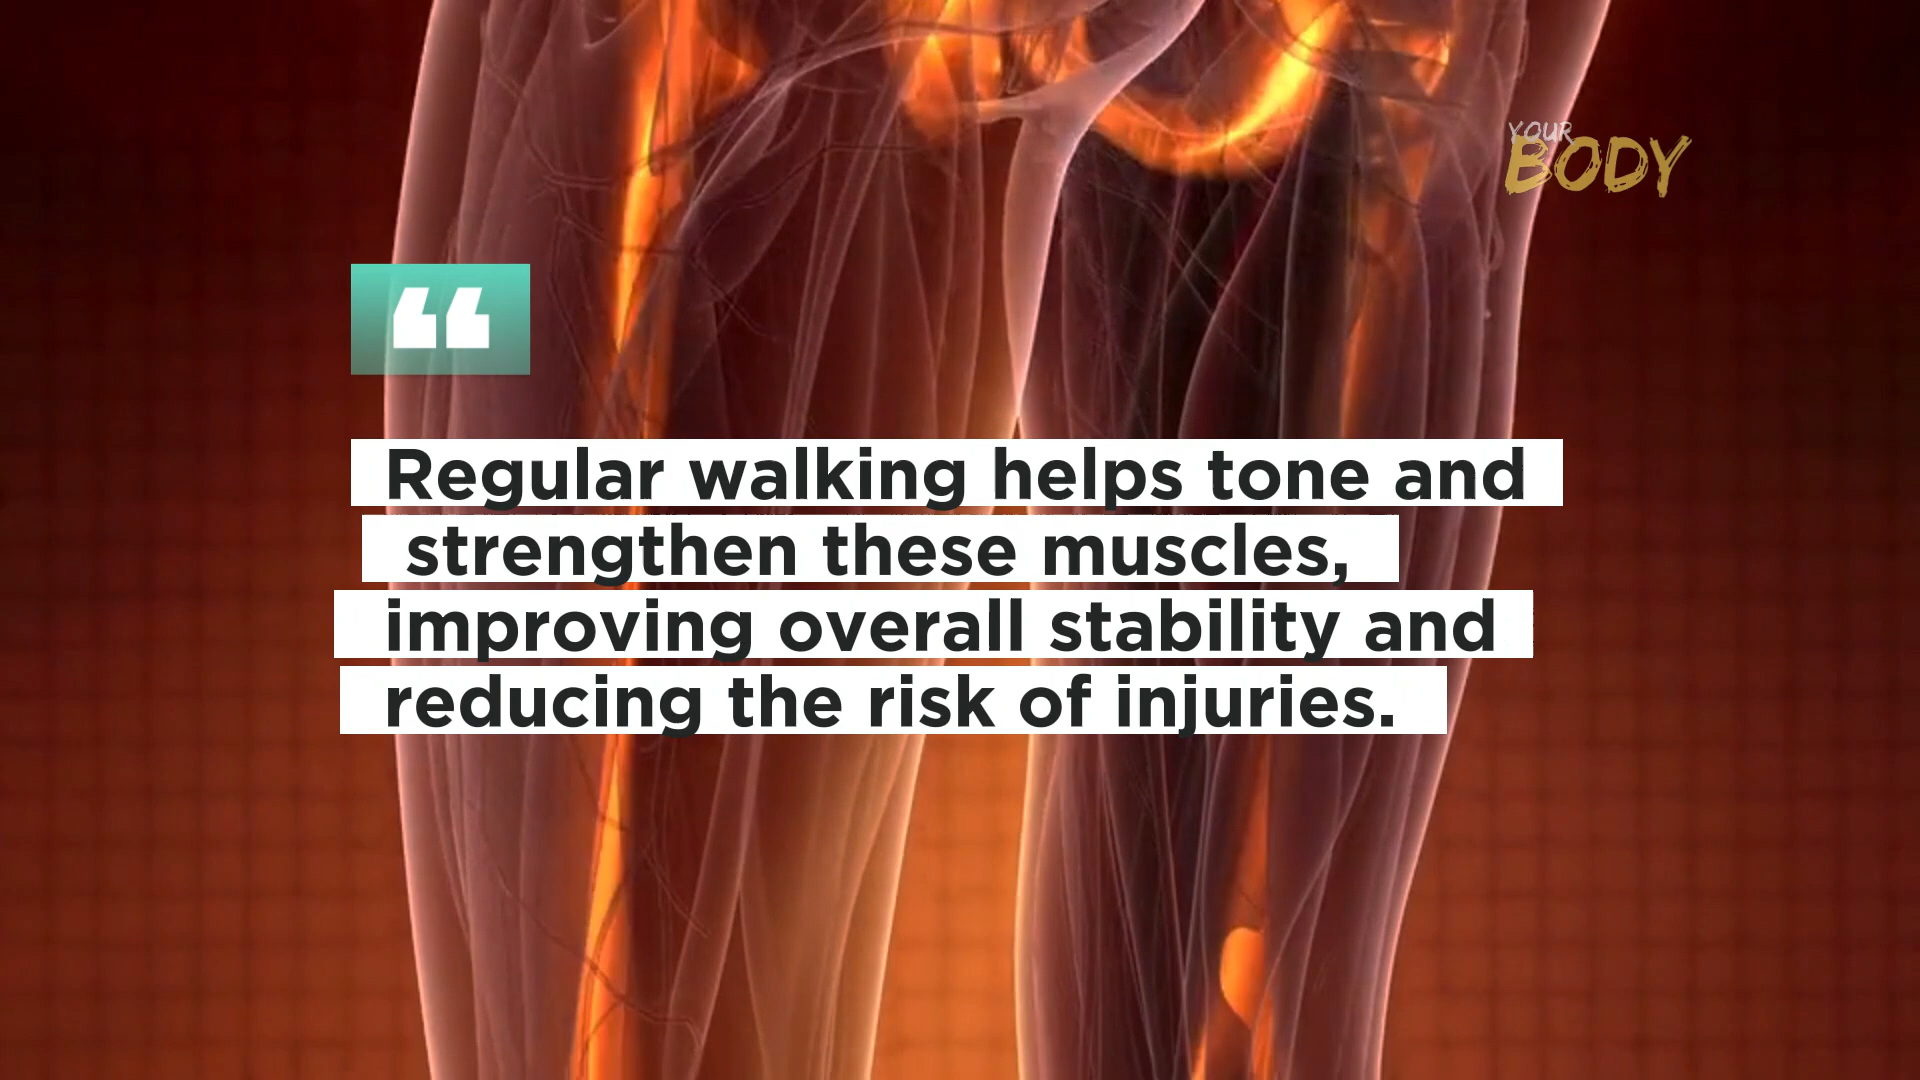 YOUR
BODY
“
Regular walking helps tone and
strengthen these muscles,
improving overall stability and
reducing the risk of injuries.